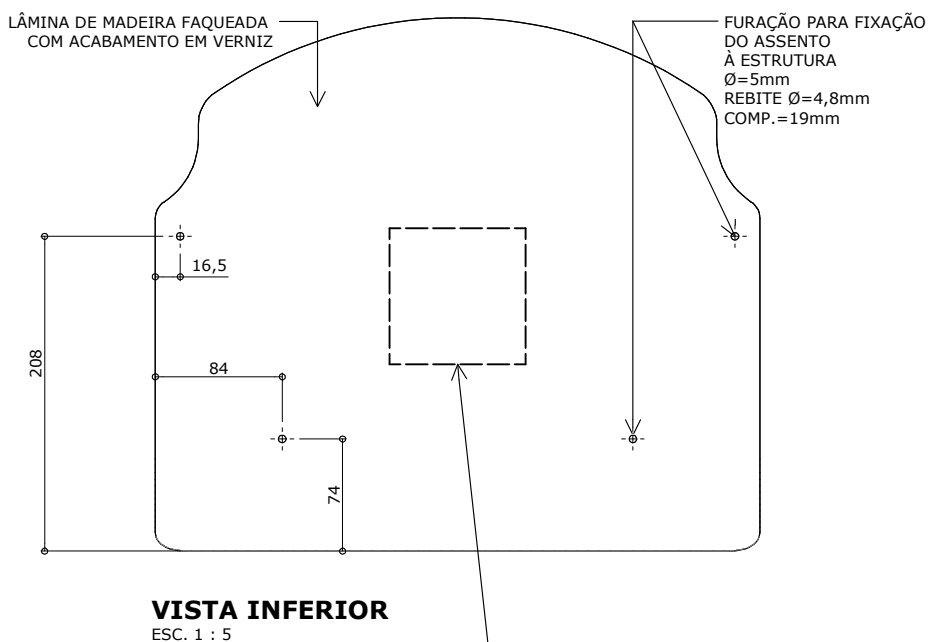 LÂMINA DE MADEIRA FAQUEADA
COM ACABAMENTO EM VERNIZ
FURAÇÃO PARA FIXAÇÃO
DO ASSENTO
À ESTRUTURA
Ø=5mm
REBITE Ø=4,8mm
COMP.=19mm
16,5
208
84
74
VISTA INFERIOR
ESC. 1 : 5